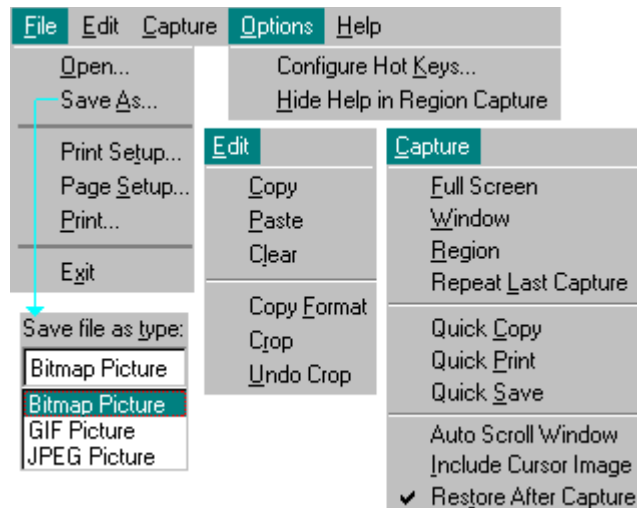 File Edit Capture Options Help
Open...
Save As...
Print Setup...
Page Setup...
Print...
Exit
Configure Hot Keys...
Hide Help in Region Capture
Edit
Copy
Paste
Clear
Copy Format
Crop
Undo Crop
Capture
Full Screen
Window
Region
Repeat Last Capture
Quick Copy
Quick Print
Quick Save
Auto Scroll Window
Include Cursor Image
Restore After Capture
Save file as type:
Bitmap Picture
Bitmap Picture
GIF Picture
JPEG Picture